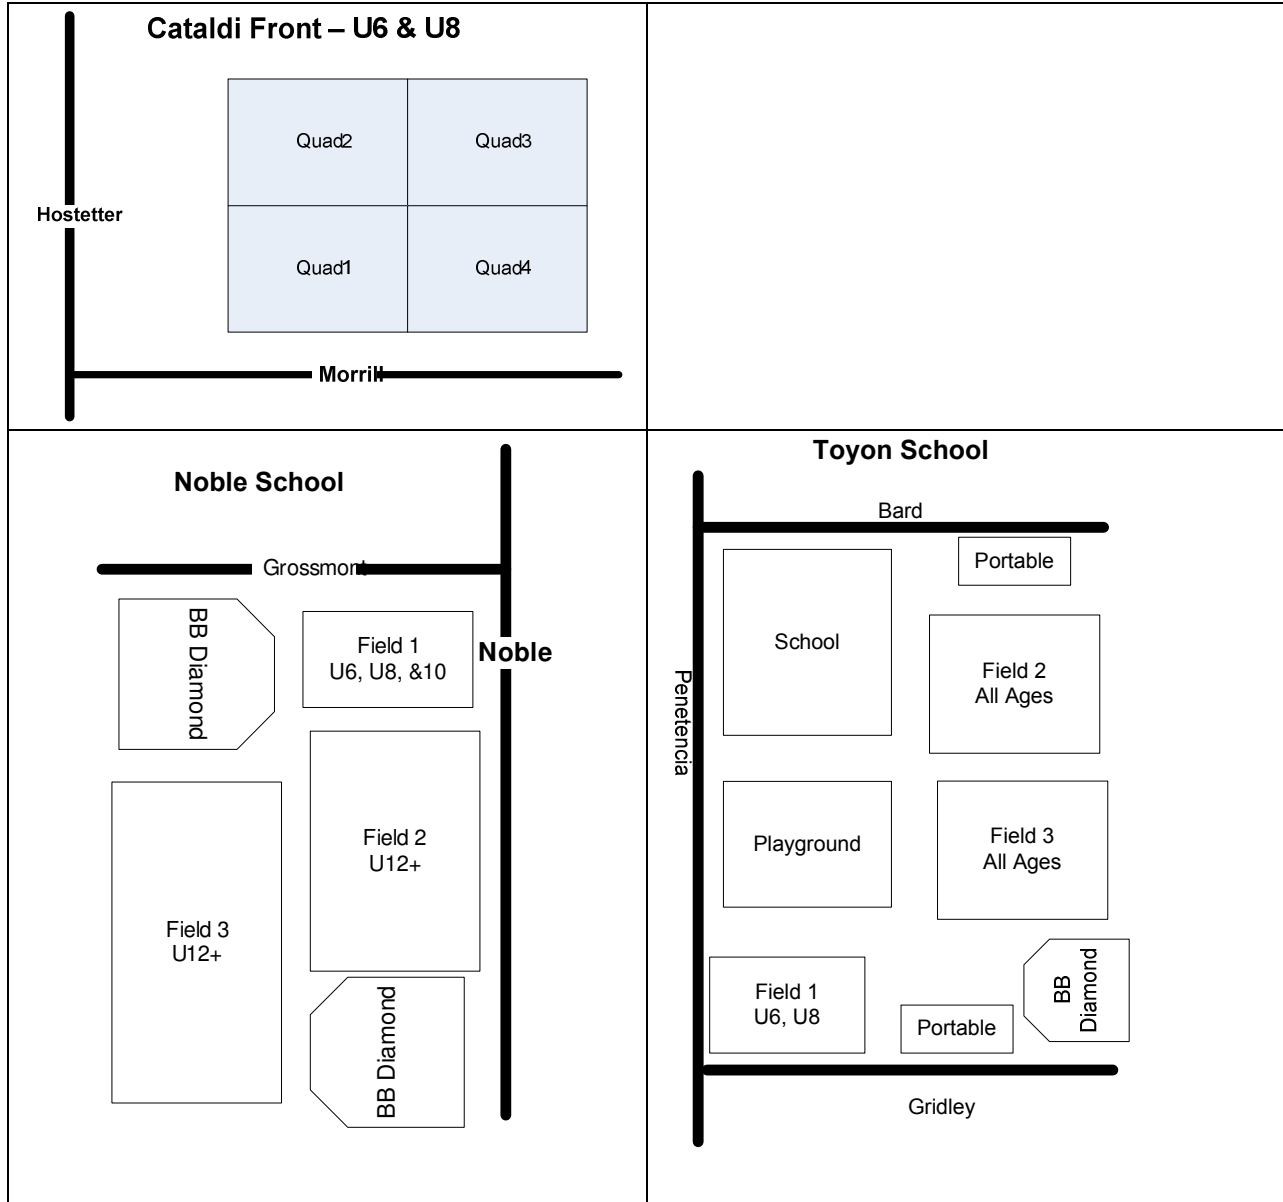 Cataldi Front – U6 & U8
Quad2
Quad3
Hostetter
Quad1
Quad4
Morrill
Noble School
Grossmont
BB Diamond
Field 1
U6, U8, &10
Noble
Field 2
U12+
Field 3
U12+
BB Diamond
Toyon School
Bard
Portable
School
Field 2
All Ages
Penetencia
Playground
Field 3
All Ages
Field 1
U6, U8
Portable
BB
Diamond
Gridley